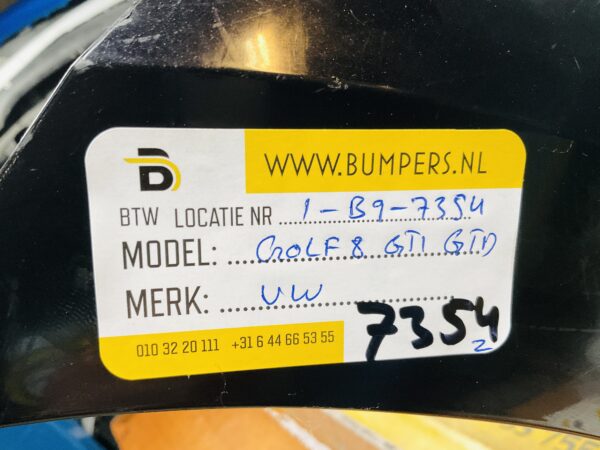 WWW.BUMPERS.NL
BTW LOCATIE NR 1-B9-7354
MODEL: GOLF 8 GTI GTD
MERK: VW
7354
2
010 32 20 111 +31 6 44 66 53 55